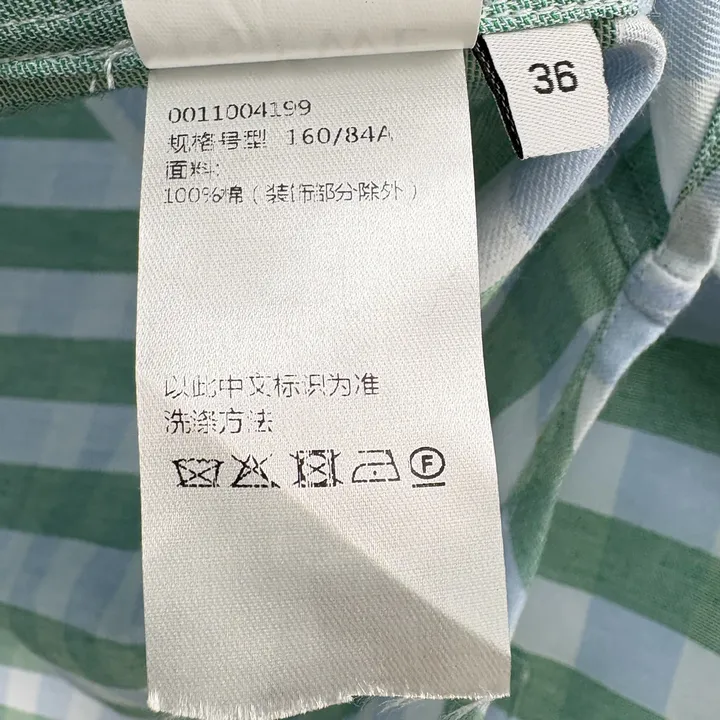 36
0011004199
规格号型 160/84A
面料:
100%棉(装饰部分除外)
以此中文标识为准
洗涤方法
F